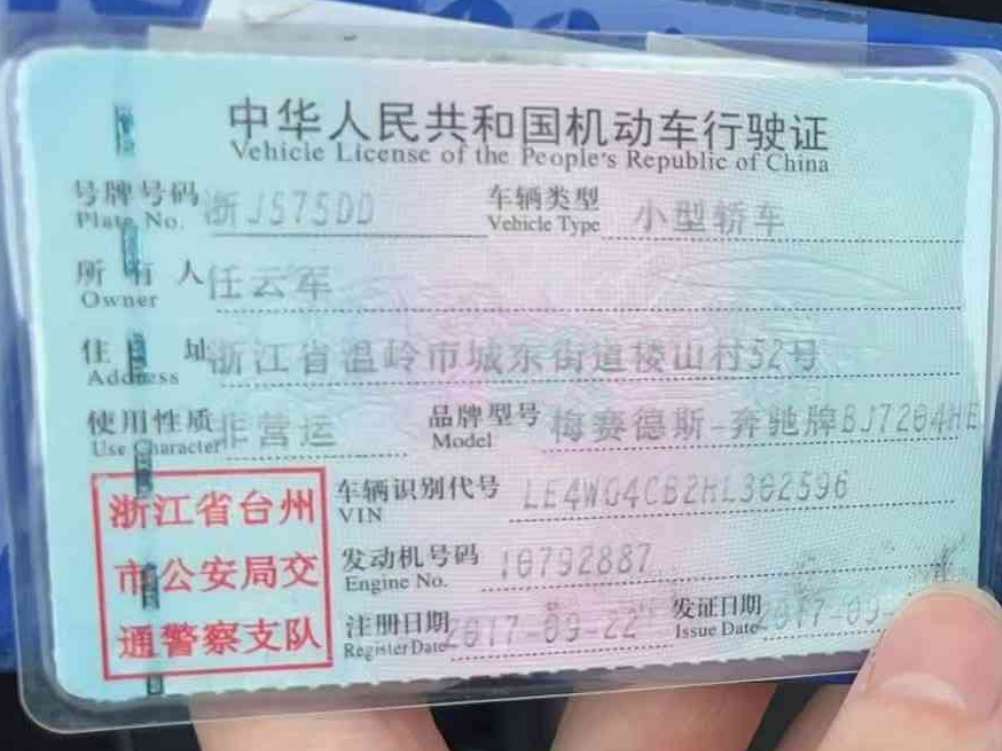 中华人民共和国机动车行驶证
Vehicle License of the People's Republic of China
号牌号码 浙J575DD 车辆类型 小型轿车
Plate No. Vehicle Type
所有人 任云军
Owner
住址 浙江省温岭市城东街道楼山村52号
Address
使用性质 非营运 品牌型号 梅赛德斯-奔驰牌BJ7204HE
Use Character Model
浙江省台州
市公安局交
通警察支队
车辆识别代号 LE4WG4CB2HL302596
VIN
发动机号码 10792887
Engine No.
注册日期 2017-09-22 发证日期 2017-09-
Register Date Issue Date